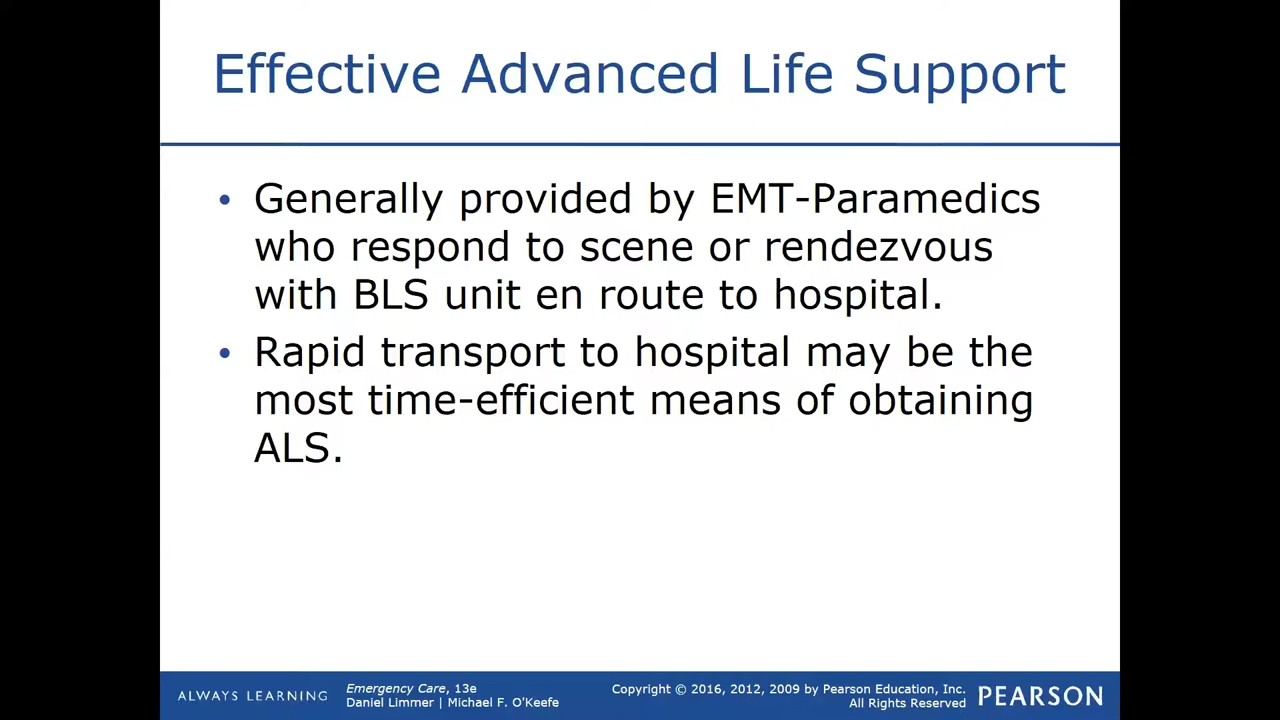 Effective Advanced Life Support
• Generally provided by EMT-Paramedics
who respond to scene or rendezvous
with BLS unit en route to hospital.
• Rapid transport to hospital may be the
most time-efficient means of obtaining
ALS.
ALWAYS LEARNING
Emergency Care, 13e
Daniel Limmer | Michael F. O'Keefe
Copyright © 2016, 2012, 2009 by Pearson Education, Inc.
All Rights Reserved
PEARSON